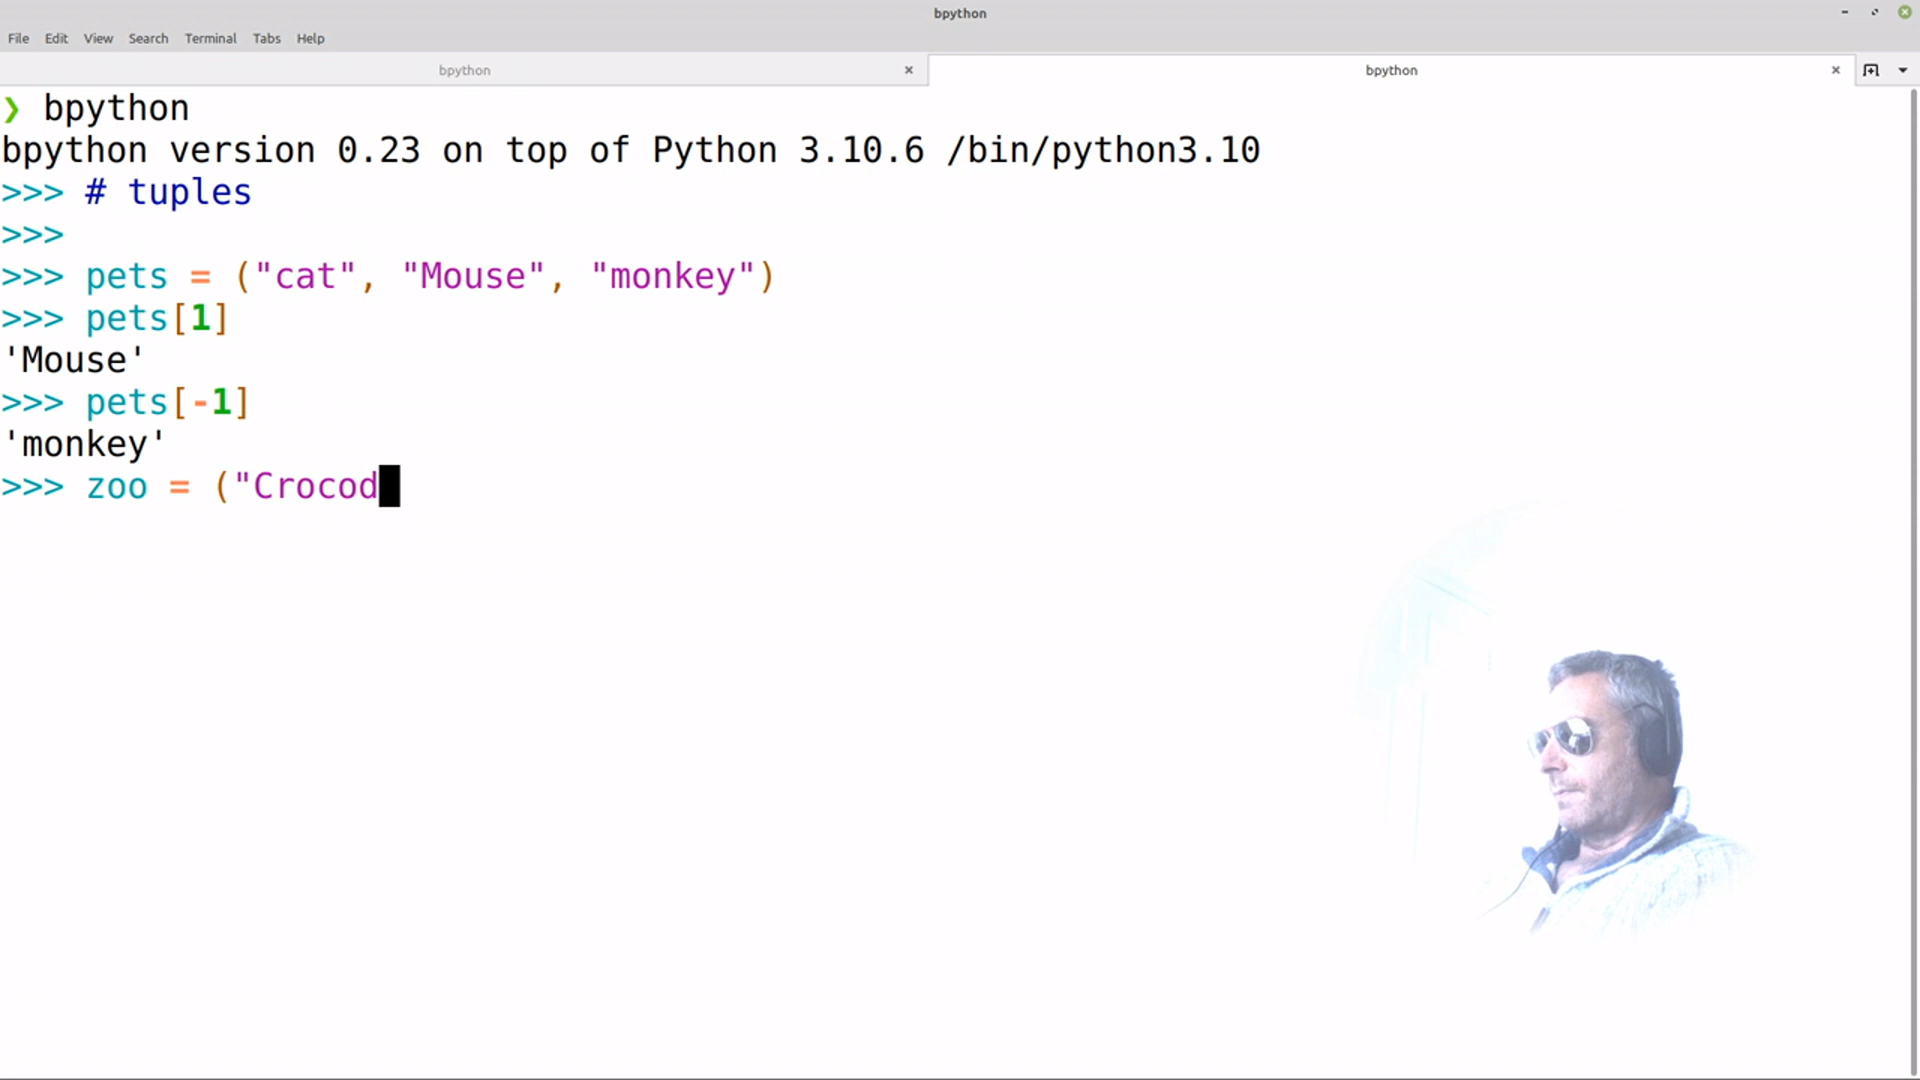 bpython
File Edit View Search Terminal Tabs Help
bpython bpython
❯ bpython
bpython version 0.23 on top of Python 3.10.6 /bin/python3.10
>>> # tuples
>>>
>>> pets = ("cat", "Mouse", "monkey")
>>> pets[1]
'Mouse'
>>> pets[-1]
'monkey'
>>> zoo = ("Crocod